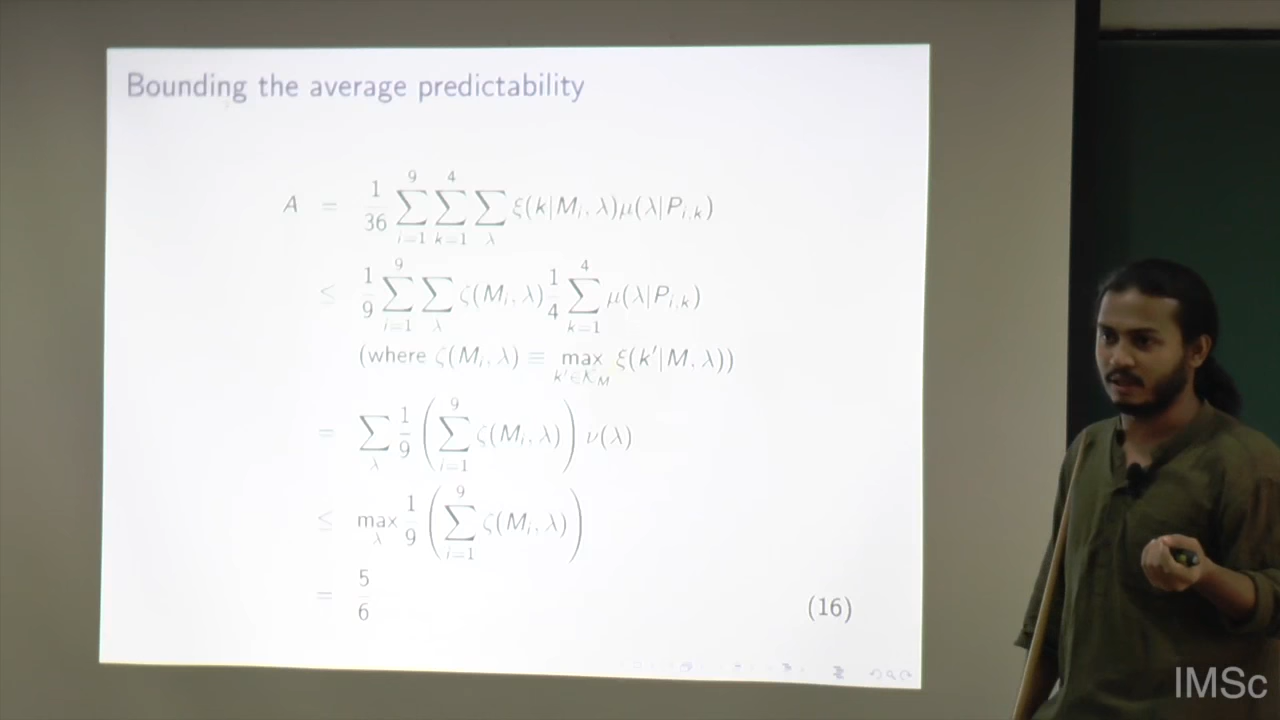 Bounding the average predictability
A = 1/36 ∑_{i=1}^{9} ∑_{k=1}^{4} ∑_λ ξ(k|M_i, λ)μ(λ|P_{i,k})
≤ 1/9 ∑_{i=1}^{9} ∑_λ ζ(M_i, λ) 1/4 ∑_{k=1}^{4} μ(λ|P_{i,k})
(where ζ(M_i, λ) ≡ max_{k'∈K_M} ξ(k'|M, λ))
= ∑_λ 1/9 (∑_{i=1}^{9} ζ(M_i, λ)) ν(λ)
≤ max_λ 1/9 (∑_{i=1}^{9} ζ(M_i, λ))
= 5/6 (16)
IMSc